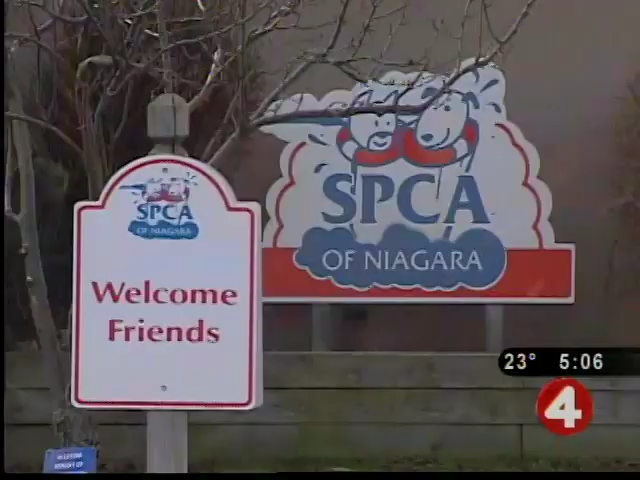 SPCA
OF NIAGARA
SPCA
OF NIAGARA
Welcome
Friends
23° 5:06
4